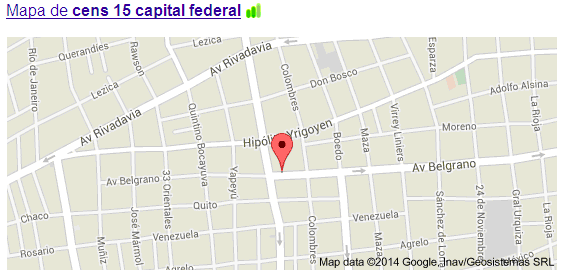 Mapa de cens 15 capital federal
Lezica
Colombres
Esparza
Río de Janeiro
Querandíes
Rawson
Av Rivadavia
Don Bosco
Lezica
Adolfo Alsina
La Rioja
Av Rivadavia
Quintino Bocayuva
Hipólito Yrigoyen
Boedo
Maza
Virrey Liniers
Moreno
33 Orientales
Yapeyú
Av Belgrano
Av Belgrano
Quito
Chaco
Venezuela
Venezuela
Rosario
Muñiz
José Mármol
Colombres
Agrelo
Agrelo
Maza
Sánchez de Lor
24 de Noviembre
Gral Urquiza
La Rioja
Map data ©2014 Google, Inav/Geosistemas SRL